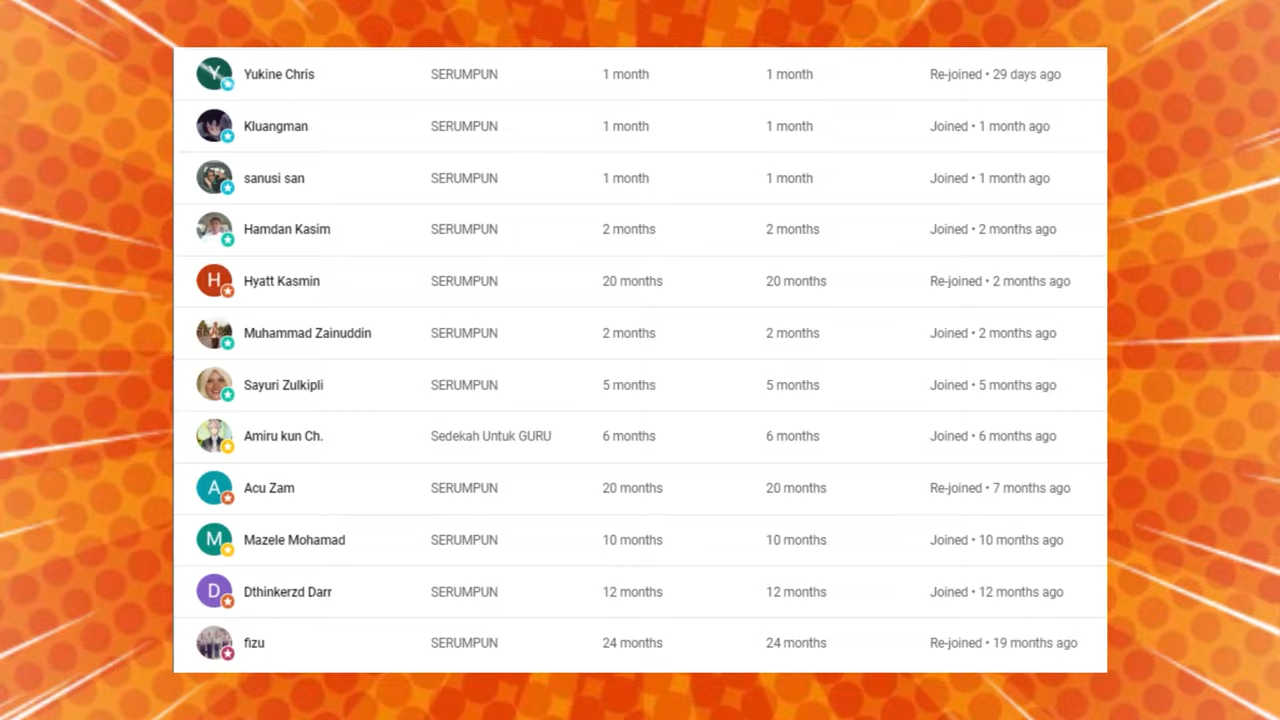 Y Yukine Chris SERUMPUN 1 month 1 month Re-joined • 29 days ago
Kluangman SERUMPUN 1 month 1 month Joined • 1 month ago
sanusi san SERUMPUN 1 month 1 month Joined • 1 month ago
Hamdan Kasim SERUMPUN 2 months 2 months Joined • 2 months ago
H Hyatt Kasmin SERUMPUN 20 months 20 months Re-joined • 2 months ago
Muhammad Zainuddin SERUMPUN 2 months 2 months Joined • 2 months ago
Sayuri Zulkipli SERUMPUN 5 months 5 months Joined • 5 months ago
Amiru kun Ch. Sedekah Untuk GURU 6 months 6 months Joined • 6 months ago
A Acu Zam SERUMPUN 20 months 20 months Re-joined • 7 months ago
M Mazele Mohamad SERUMPUN 10 months 10 months Joined • 10 months ago
D Dthinkerzd Darr SERUMPUN 12 months 12 months Joined • 12 months ago
fizu SERUMPUN 24 months 24 months Re-joined • 19 months ago